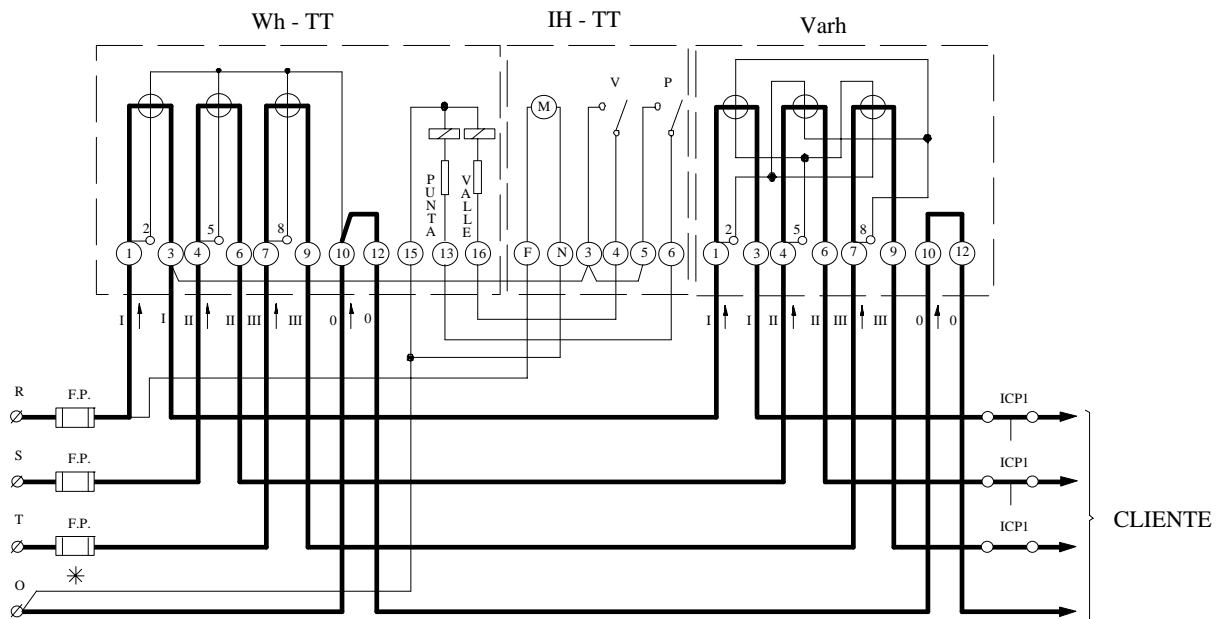 Wh - TT
IH - TT
Varh
M
V
P
PUNTA
VALLE
2
5
8
2
5
8
1
3
4
6
7
9
10
12
15
13
16
F
N
3
4
5
6
1
3
4
6
7
9
10
12
I
I
II
II
III
III
0
0
I
I
II
II
III
III
0
0
R
F.P.
ICP1
S
F.P.
ICP1
T
F.P.
ICP1
O
CLIENTE